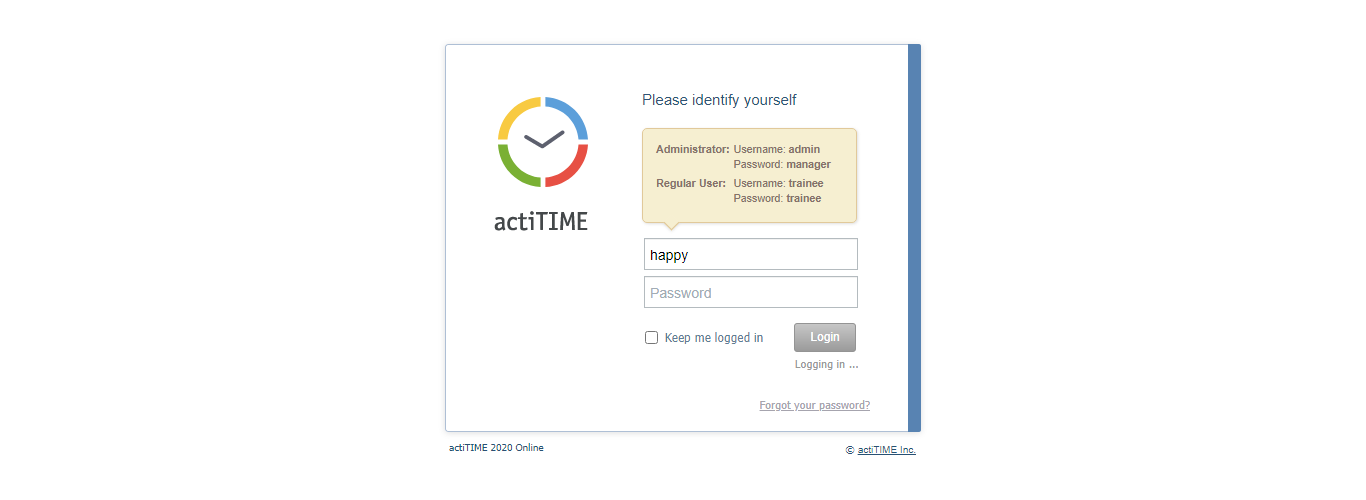 Please identify yourself
Administrator: Username: admin
Password: manager
Regular User: Username: trainee
Password: trainee
actiTIME
happy
Password
Keep me logged in Login
Logging in ...
Forgot your password?
actiTIME 2020 Online © actiTIME Inc.